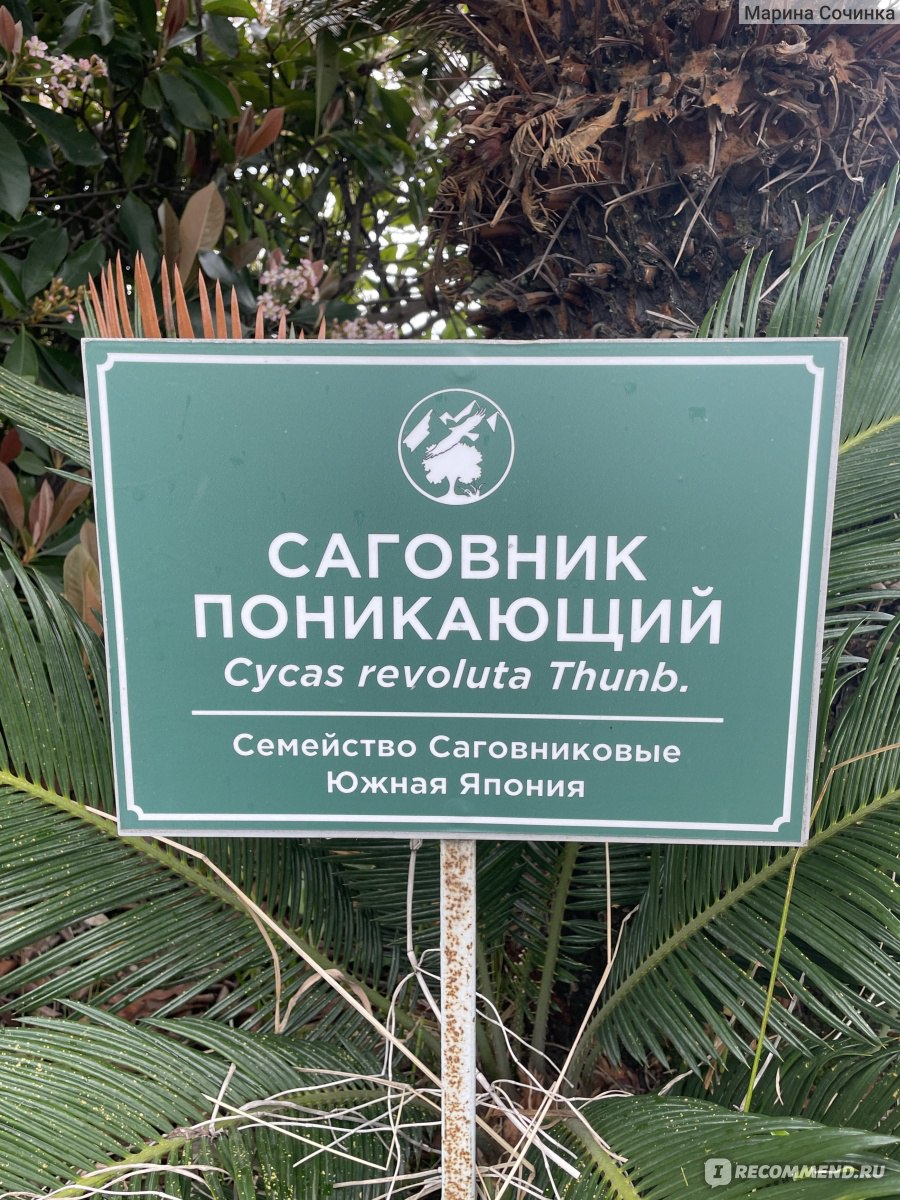 Марина Сочинка
САГОВНИК
ПОНИКАЮЩИЙ
Cycas revoluta Thunb.
Семейство Саговниковые
Южная Япония
I RECOMMEND.RU